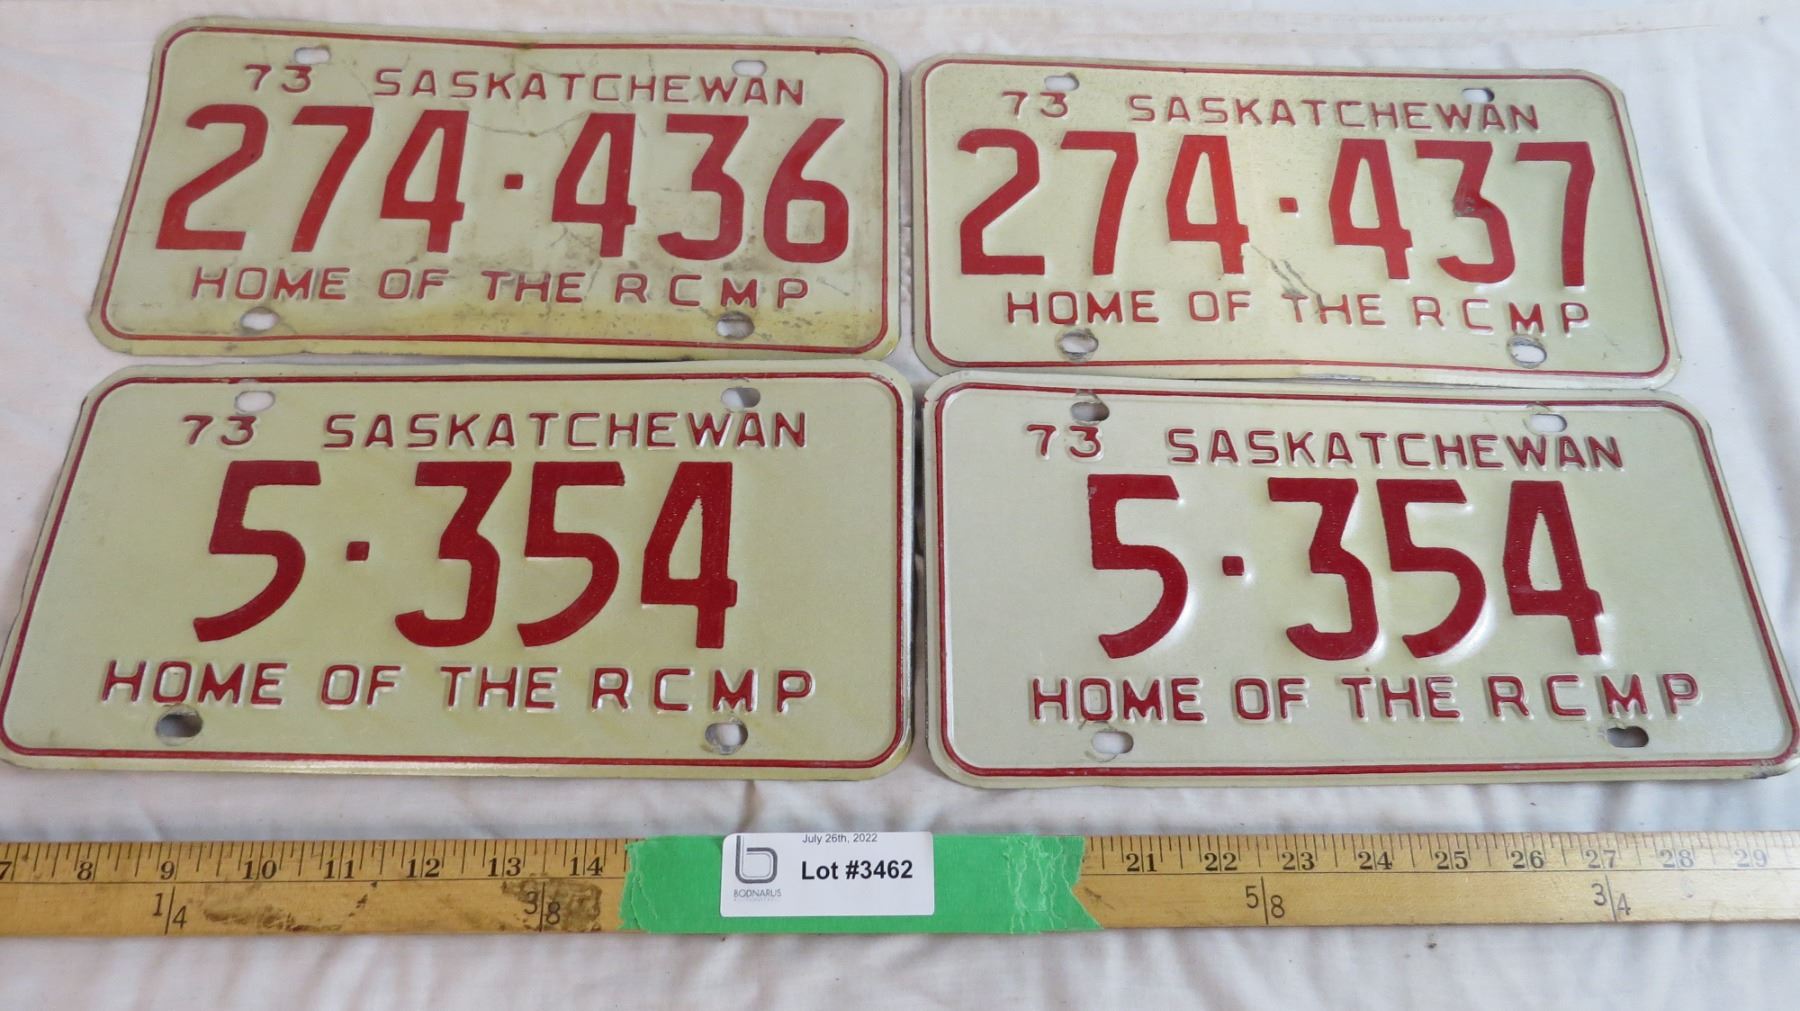 73 SASKATCHEWAN
274·436
HOME OF THE RCMP
73 SASKATCHEWAN
274·437
HOME OF THE RCMP
73 SASKATCHEWAN
5·354
HOME OF THE RCMP
73 SASKATCHEWAN
5·354
HOME OF THE RCMP
July 26th, 2022
Lot #3462
BODNARUS
7 8 9 10 11 12 13 14 21 22 23 24 25 26 27 28 29
1/4 3/8 5/8 3/4